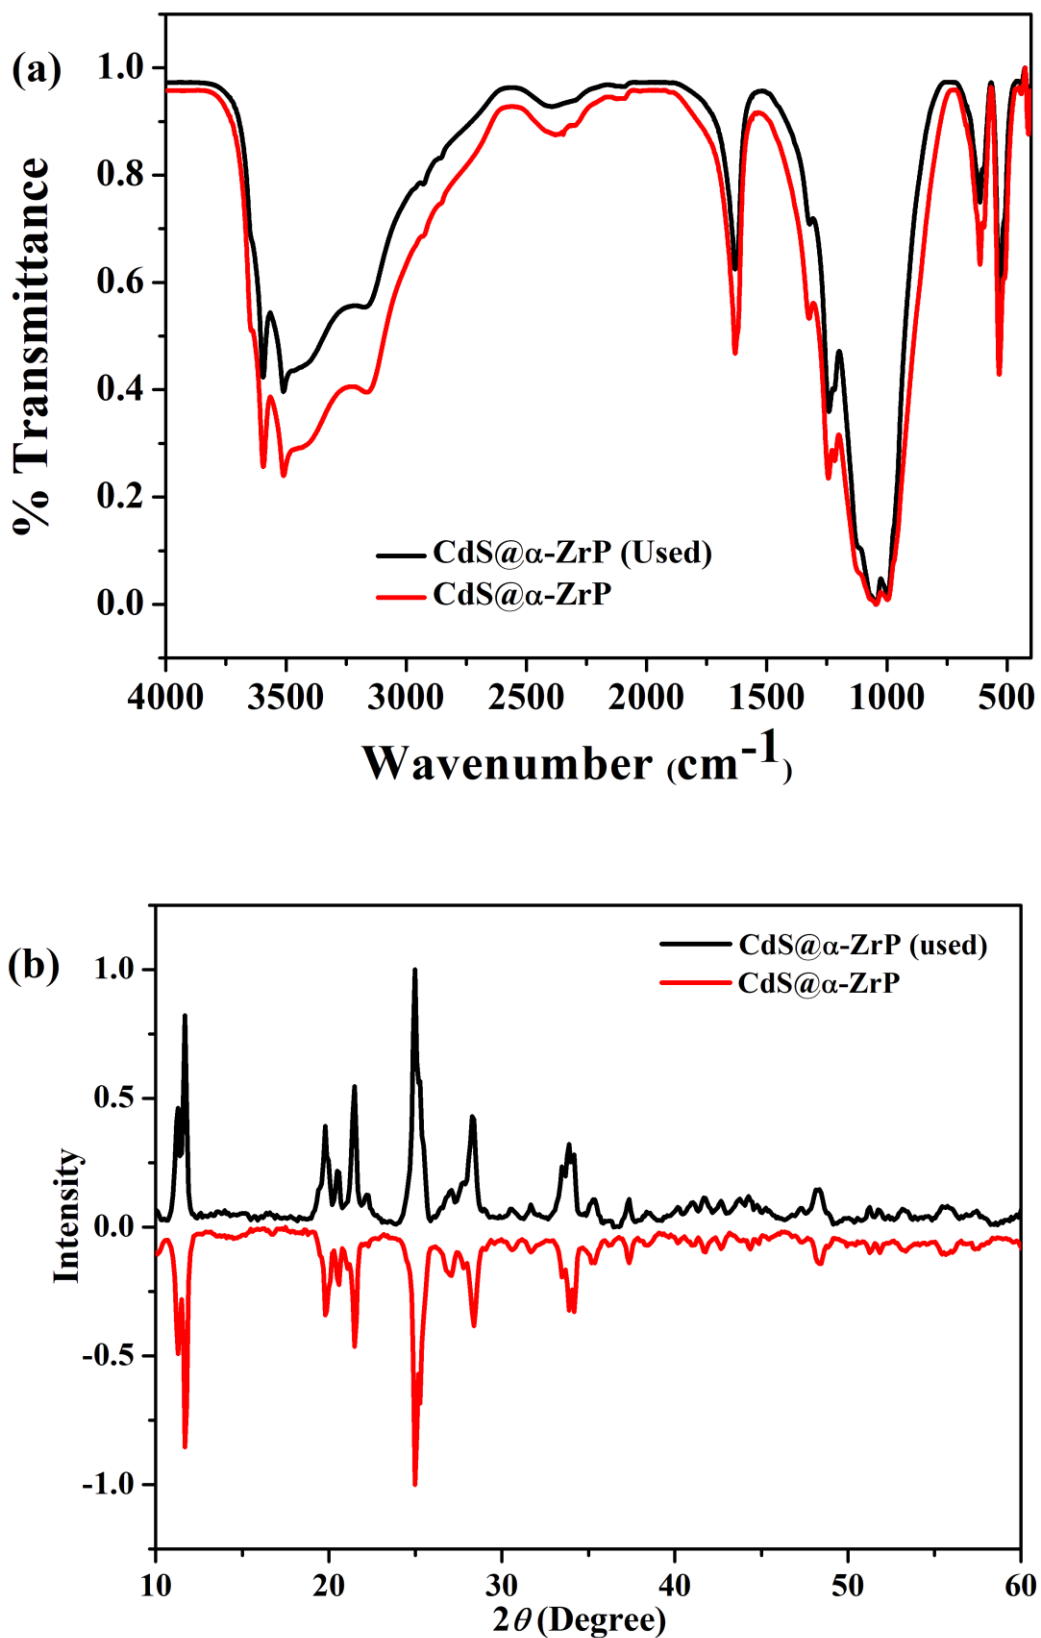 (a)
% Transmittance
1.0
0.8
0.6
0.4
0.2
0.0
CdS@α-ZrP (Used)
CdS@α-ZrP
4000 3500 3000 2500 2000 1500 1000 500
Wavenumber (cm-1)
(b)
Intensity
1.0
0.5
0.0
-0.5
-1.0
CdS@α-ZrP (used)
CdS@α-ZrP
10 20 30 40 50 60
2θ (Degree)